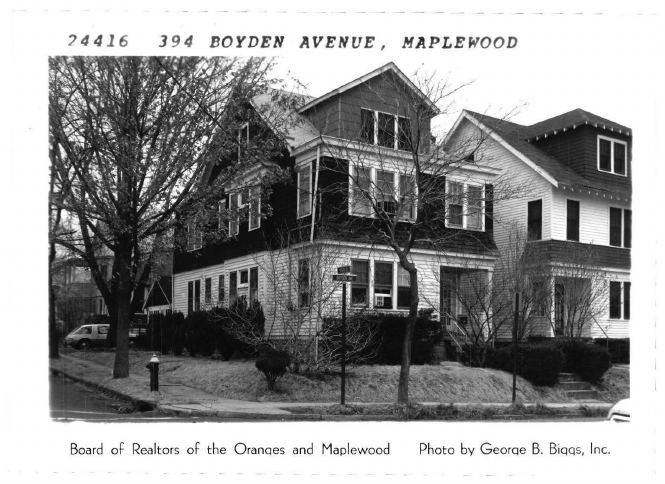 24416 394 BOYDEN AVENUE, MAPLEWOOD
Board of Realtors of the Oranges and Maplewood Photo by George B. Biggs, Inc.